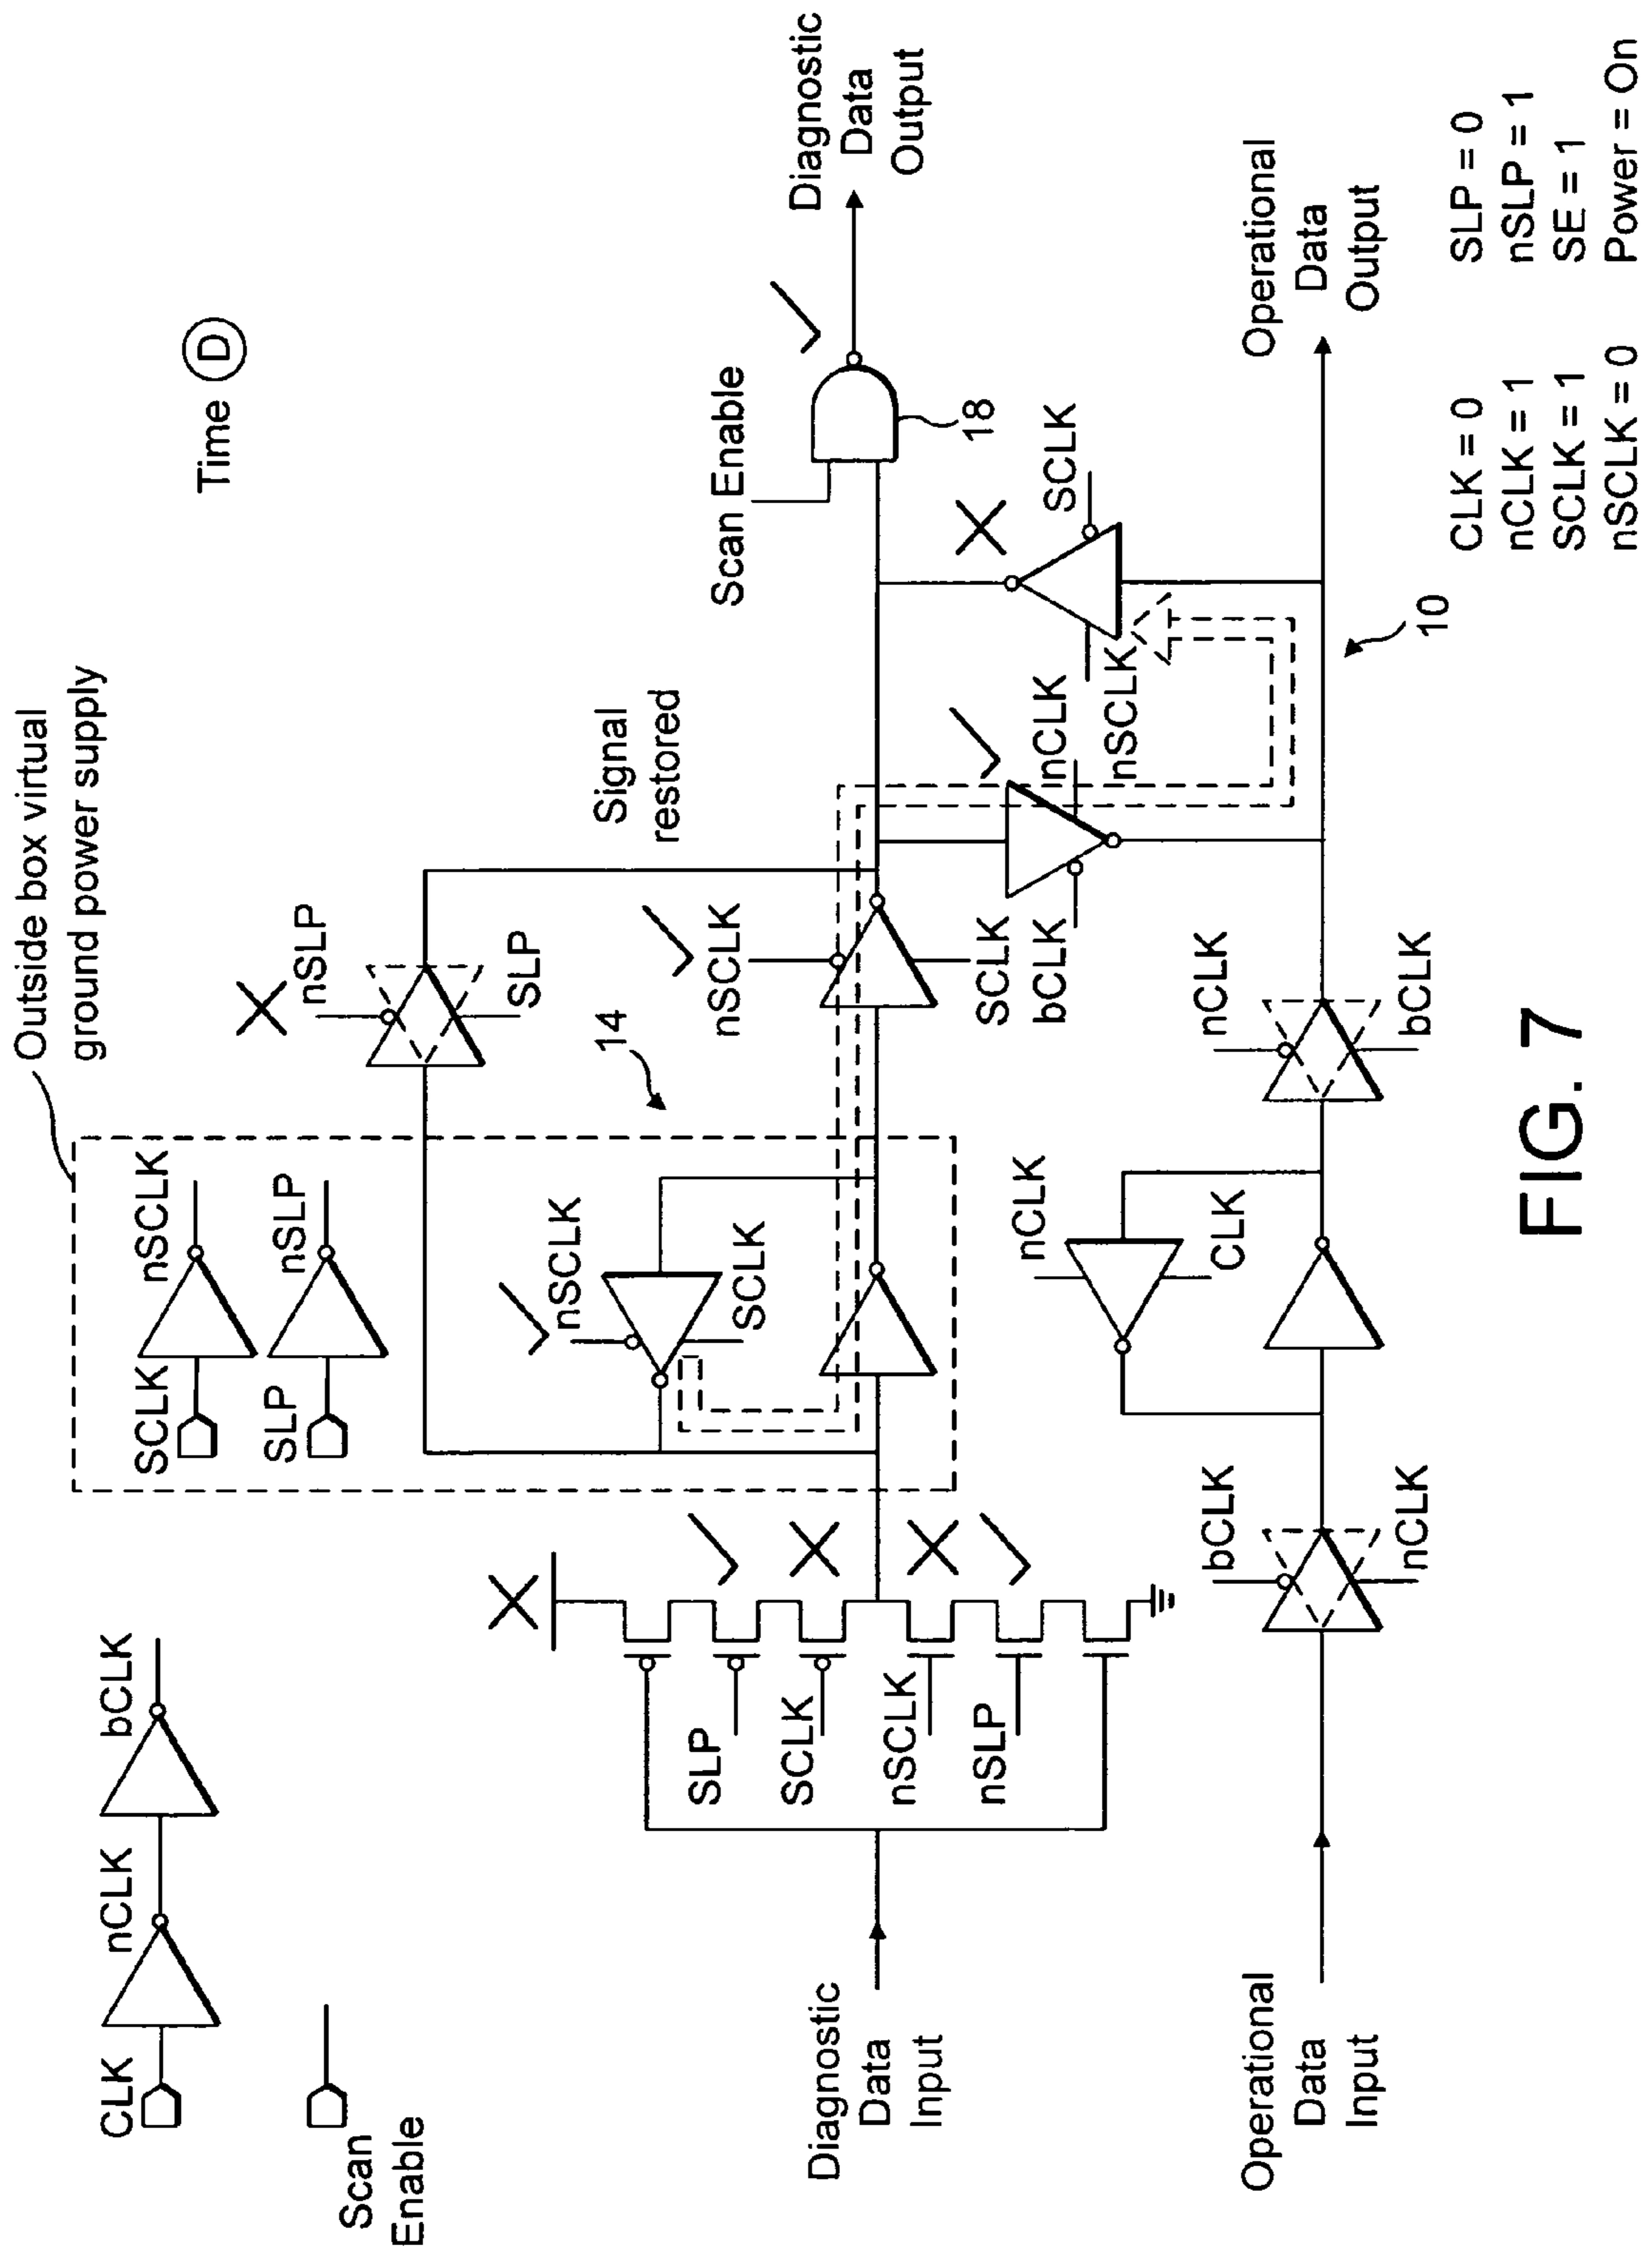 Outside box virtual
ground power supply
Time D
CLK
nCLK
bCLK
Scan
Enable
SCLK
nSCLK
SLP
nSLP
nSLP
SLP
Signal
restored
Scan Enable
Diagnostic
Data
Output
18
14
nSCLK
SCLK
nSCLK
SCLK
SLP
SCLK
nSCLK
nSLP
Diagnostic
Data
Input
bCLK
nCLK
SCLK
nSCLK
nCLK
CLK
bCLK
nCLK
nCLK
bCLK
10
Operational
Data
Input
Operational
Data
Output
CLK = 0
nCLK = 1
SCLK = 1
nSCLK = 0
SLP = 0
nSLP = 1
SE = 1
Power = On
FIG. 7